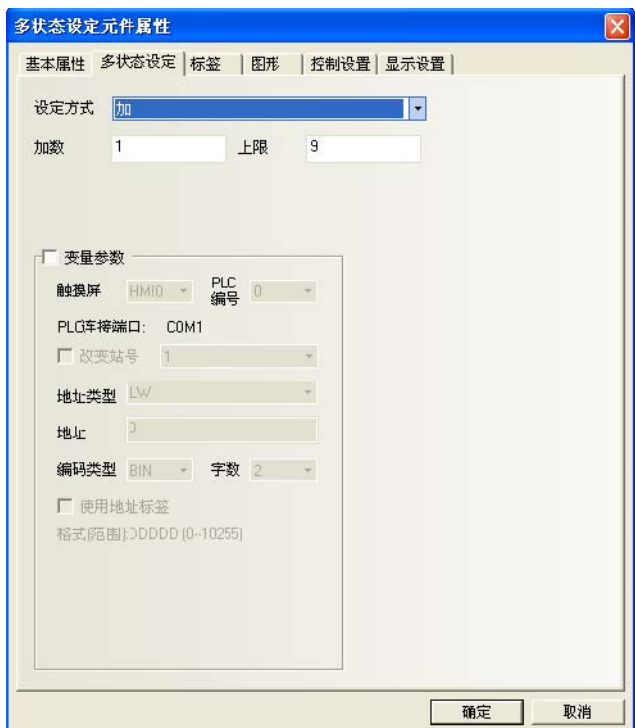 多状态设定元件属性
基本属性 多状态设定 标签 图形 控制设置 显示设置
设定方式 加
加数 1 上限 9
变量参数
触摸屏 HMI0 PLC编号 0
PLC连接端口: COM1
改变站号 1
地址类型 LW
地址 0
编码类型 BIN 字数 2
使用地址标签
格式(范围):DDDDD (0--10255)
确定 取消